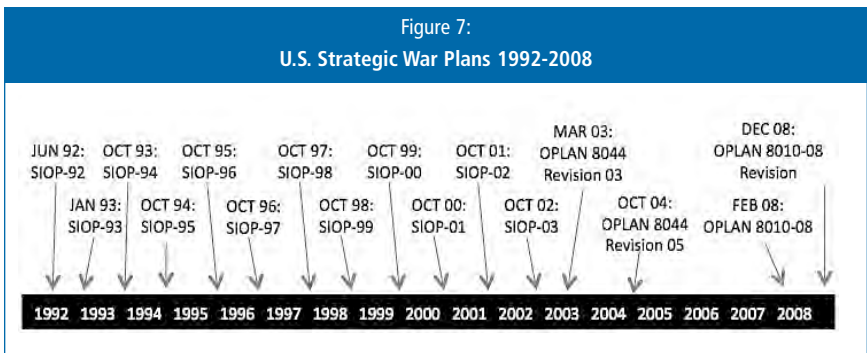 Figure 7:
U.S. Strategic War Plans 1992-2008
JUN 92:
SIOP-92
JAN 93:
SIOP-93
OCT 93:
SIOP-94
OCT 94:
SIOP-95
OCT 95:
SIOP-96
OCT 96:
SIOP-97
OCT 97:
SIOP-98
OCT 98:
SIOP-99
OCT 99:
SIOP-00
OCT 00:
SIOP-01
OCT 01:
SIOP-02
OCT 02:
SIOP-03
MAR 03:
OPLAN 8044
Revision 03
OCT 04:
OPLAN 8044
Revision 05
FEB 08:
OPLAN 8010-08
DEC 08:
OPLAN 8010-08
Revision
1992 1993 1994 1995 1996 1997 1998 1999 2000 2001 2002 2003 2004 2005 2006 2007 2008